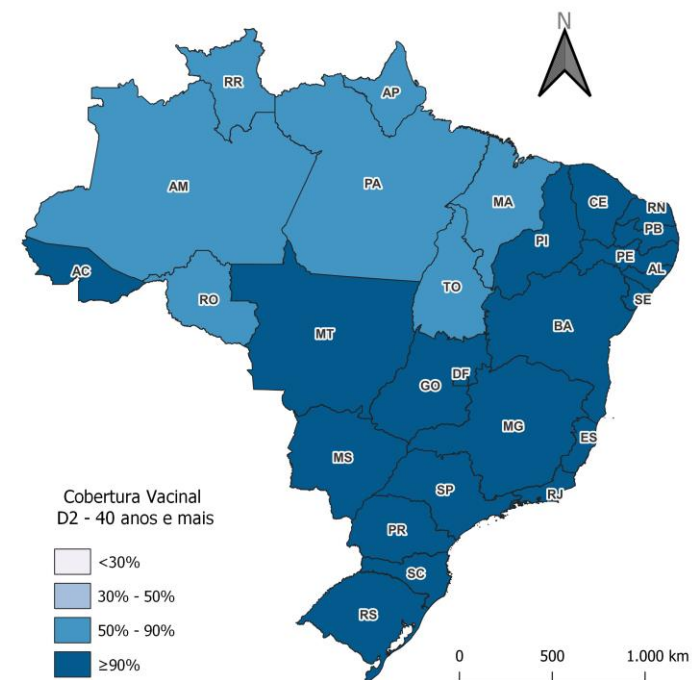 N
RR
AP
AM
PA
MA
CE
RN
PI
PB
PE
AC
AL
TO
RO
SE
MT
BA
DF
GO
MG
ES
MS
SP
RJ
PR
SC
RS
Cobertura Vacinal
D2 - 40 anos e mais
<30%
30% - 50%
50% - 90%
≥90%
0 500 1.000 km